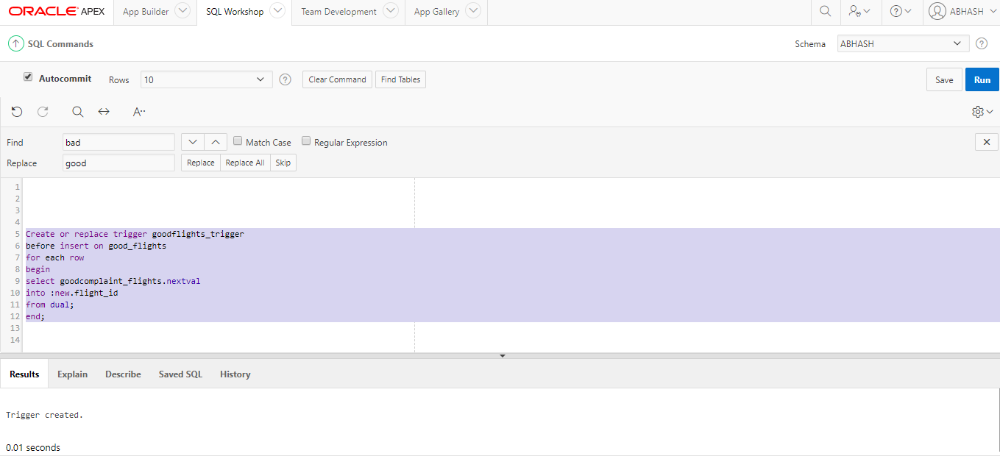 ORACLE APEX App Builder SQL Workshop Team Development App Gallery ABHASH
SQL Commands Schema ABHASH
Autocommit Rows 10 Clear Command Find Tables Save Run
A··
Find bad Match Case Regular Expression
Replace good Replace Replace All Skip
1
2
3
4
5 Create or replace trigger goodflights_trigger
6 before insert on good_flights
7 for each row
8 begin
9 select goodcomplaint_flights.nextval
10 into :new.flight_id
11 from dual;
12 end;
13
14
Results Explain Describe Saved SQL History
Trigger created.
0.01 seconds